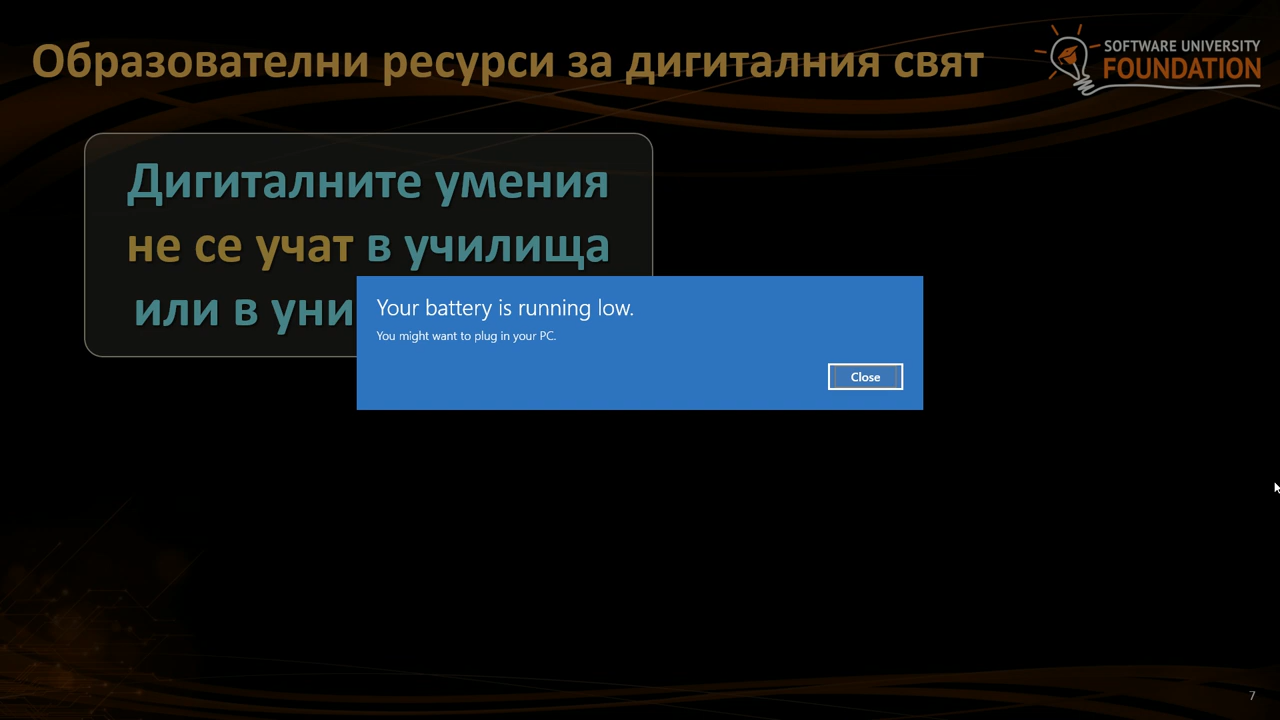 Образователни ресурси за дигиталния свят
SOFTWARE UNIVERSITY
FOUNDATION
Дигиталните умения
не се учат в училища
или в уни
Your battery is running low.
You might want to plug in your PC.
Close
7